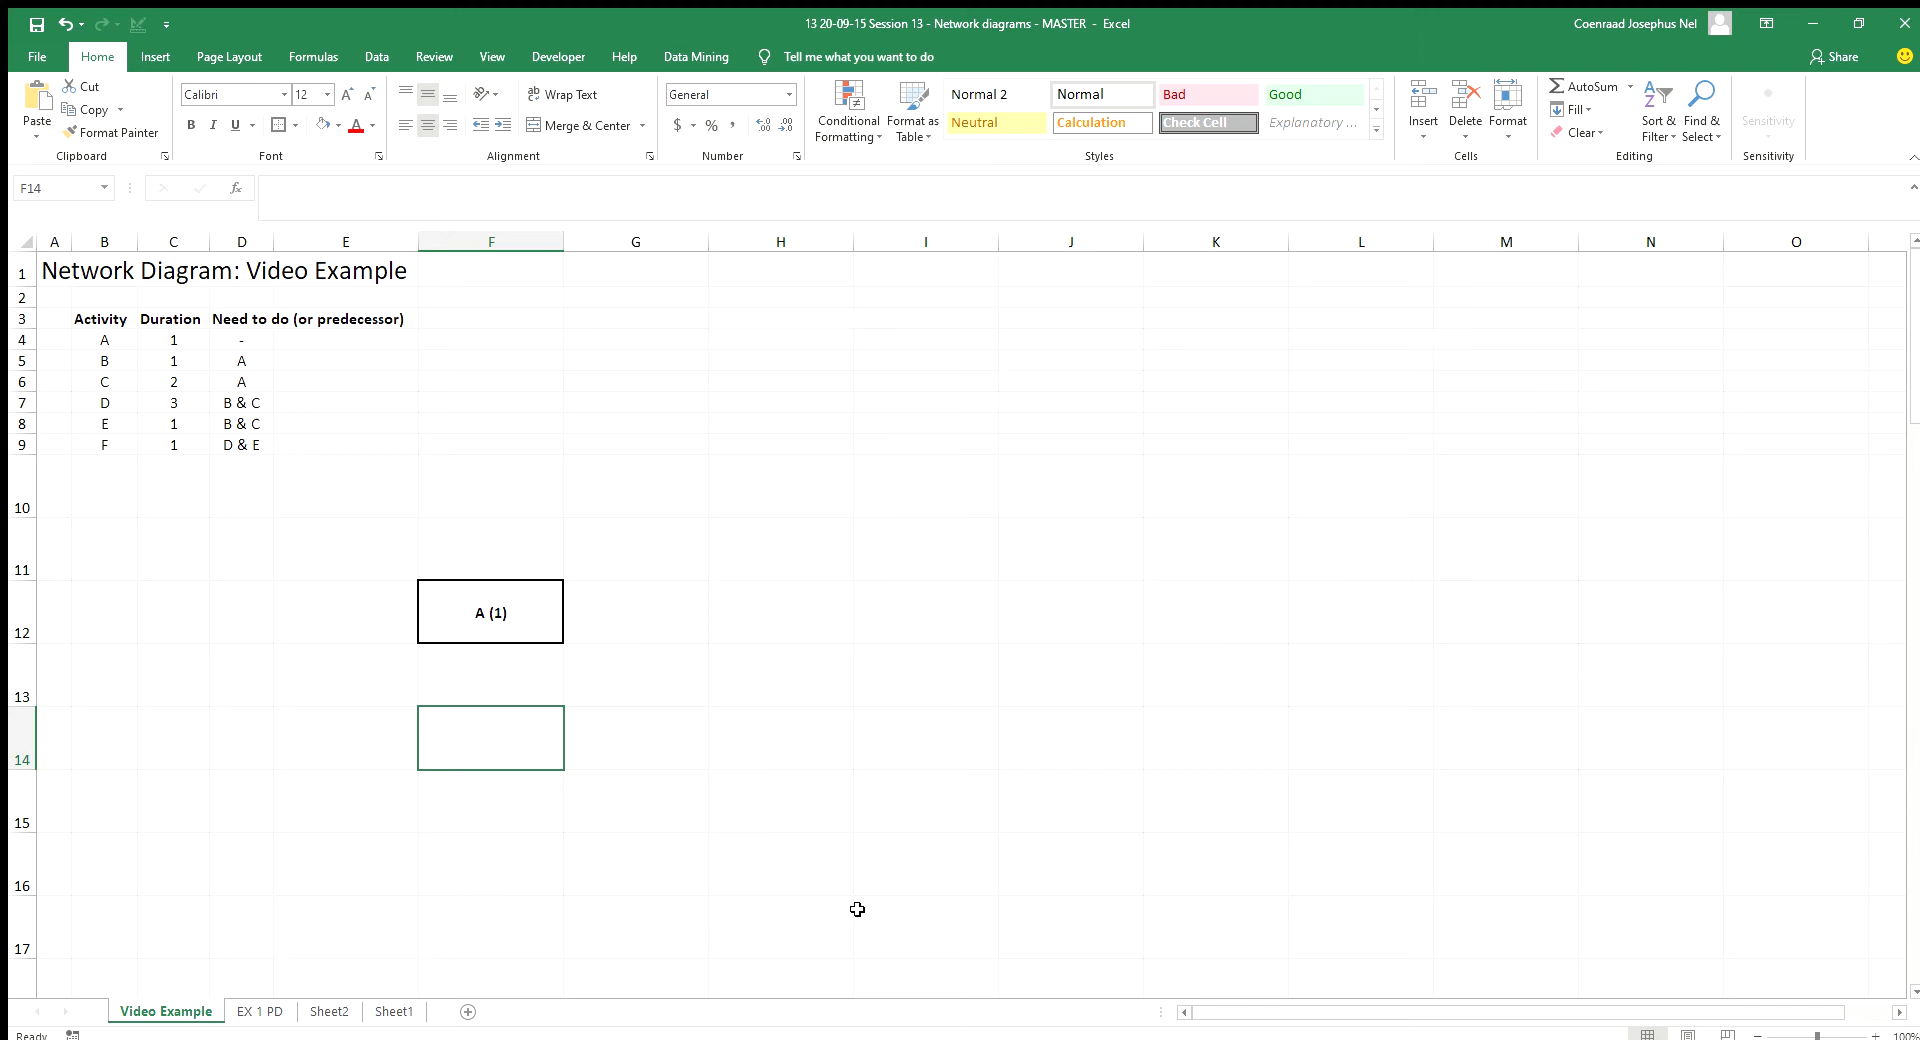 13 20-09-15 Session 13 - Network diagrams - MASTER - Excel
Coenraad Josephus Nel
File Home Insert Page Layout Formulas Data Review View Developer Help Data Mining Tell me what you want to do Share
Paste
Cut
Copy
Format Painter
Clipboard
Calibri 12
B I U A
Font
ab Wrap Text
Merge & Center
Alignment
General
$ % ,
Number
Conditional Formatting
Format as Table
Normal 2 Normal Bad Good
Neutral Calculation Check Cell Explanatory ...
Styles
Insert Delete Format
Cells
AutoSum
Fill
Clear
Sort & Filter
Find & Select
Editing
Sensitivity
Sensitivity
F14 fx
A B C D E F G H I J K L M N O
1 Network Diagram: Video Example
2
3 Activity Duration Need to do (or predecessor)
4 A 1 -
5 B 1 A
6 C 2 A
7 D 3 B & C
8 E 1 B & C
9 F 1 D & E
10
11
12 A (1)
13
14
15
16
17
Video Example EX 1 PD Sheet2 Sheet1
Ready 100%